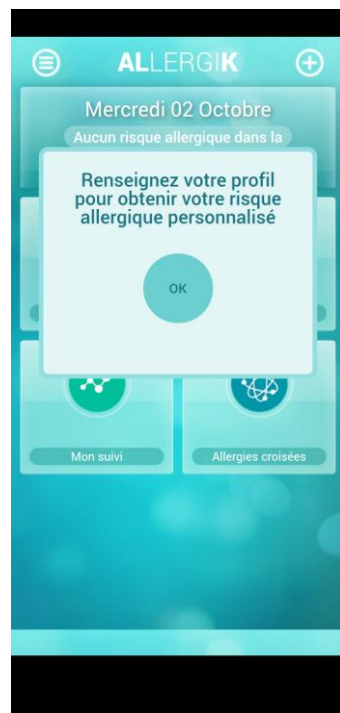 ALLERGIK
Mercredi 02 Octobre
Aucun risque allergique dans la
Renseignez votre profil
pour obtenir votre risque
allergique personnalisé
OK
Mon suivi
Allergies croisées